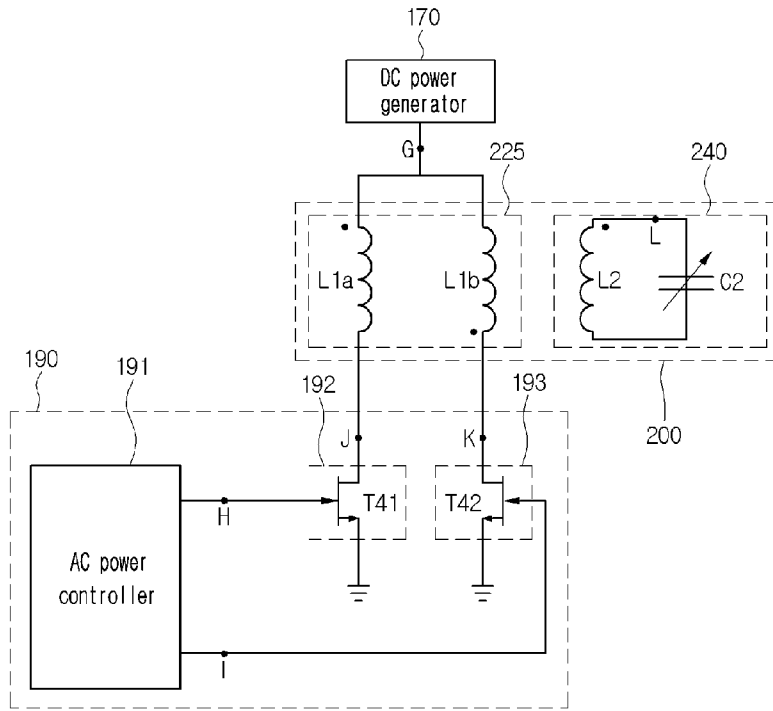 170
DC power
generator
G
225
240
L1a
L1b
L2
L
C2
190
191
192
193
200
J
K
H
T41
T42
AC power
controller
I